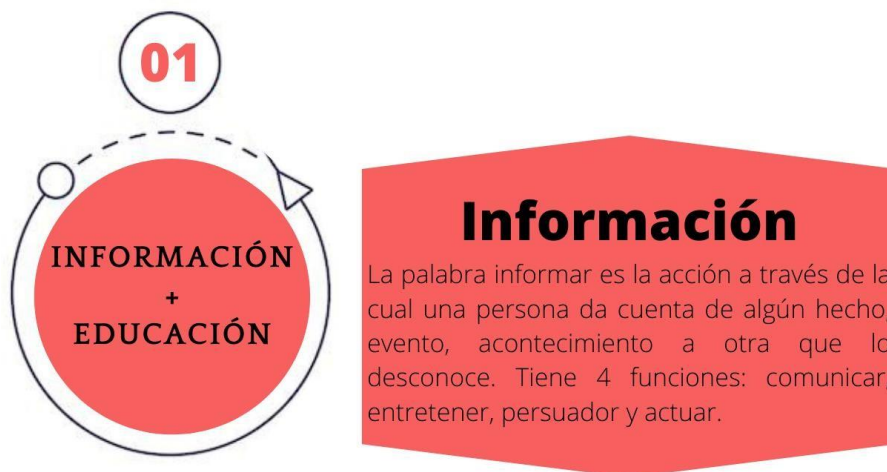 01
INFORMACIÓN
+
EDUCACIÓN
Información
La palabra informar es la acción a través de la
cual una persona da cuenta de algún hecho,
evento, acontecimiento a otra que lo
desconoce. Tiene 4 funciones: comunicar,
entretener, persuador y actuar.